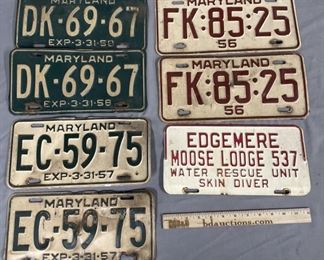 MARYLAND
DK·69·67
EXP·3·31·58
MARYLAND
DK·69·67
EXP·3·31·58
MARYLAND
EC·59·75
EXP·3·31·57
MARYLAND
EC·59·75
EXP·3·31·57
MARYLAND
FK:85:25
56
MARYLAND
FK:85:25
56
EDGEMERE
MOOSE LODGE 537
WATER RESCUE UNIT
SKIN DIVER
bdauctions.com